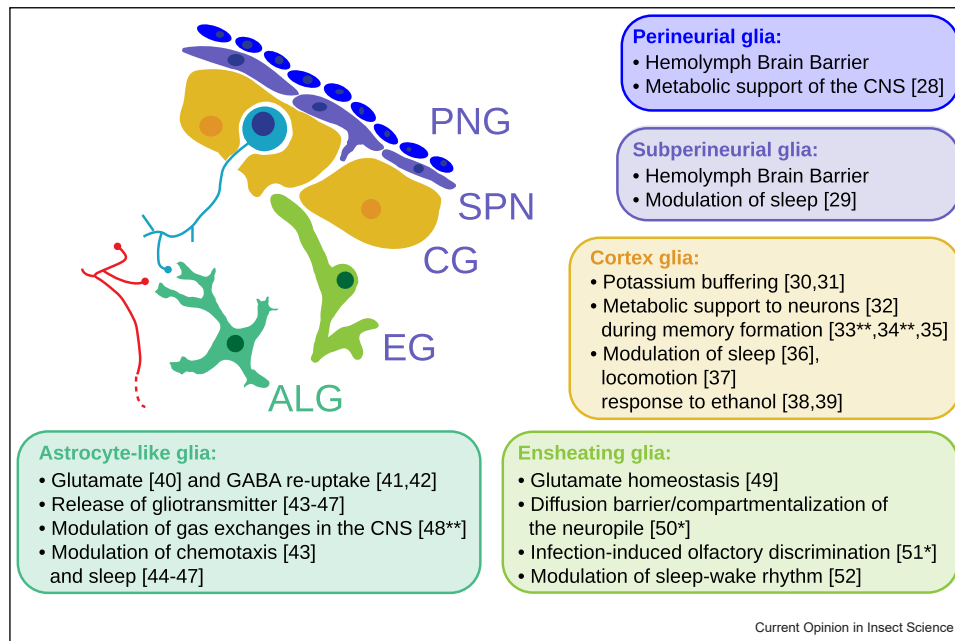 PNG
SPN
CG
EG
ALG
Perineurial glia:
• Hemolymph Brain Barrier
• Metabolic support of the CNS [28]
Subperineurial glia:
• Hemolymph Brain Barrier
• Modulation of sleep [29]
Cortex glia:
• Potassium buffering [30,31]
• Metabolic support to neurons [32]
during memory formation [33**,34**,35]
• Modulation of sleep [36],
locomotion [37]
response to ethanol [38,39]
Astrocyte-like glia:
• Glutamate [40] and GABA re-uptake [41,42]
• Release of gliotransmitter [43-47]
• Modulation of gas exchanges in the CNS [48**]
• Modulation of chemotaxis [43]
and sleep [44-47]
Ensheating glia:
• Glutamate homeostasis [49]
• Diffusion barrier/compartmentalization of
the neuropile [50*]
• Infection-induced olfactory discrimination [51*]
• Modulation of sleep-wake rhythm [52]
Current Opinion in Insect Science